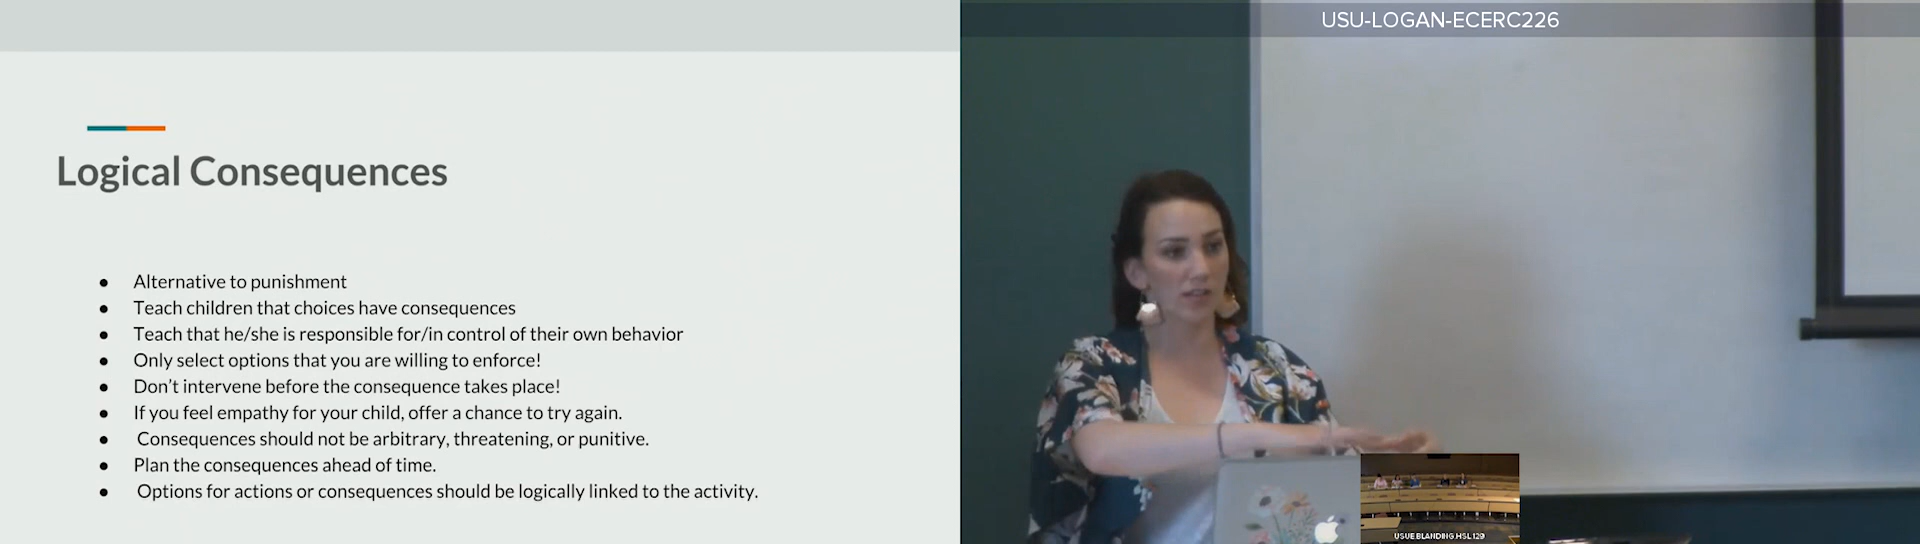 USU-LOGAN-ECERC226
Logical Consequences
● Alternative to punishment
● Teach children that choices have consequences
● Teach that he/she is responsible for/in control of their own behavior
● Only select options that you are willing to enforce!
● Don’t intervene before the consequence takes place!
● If you feel empathy for your child, offer a chance to try again.
● Consequences should not be arbitrary, threatening, or punitive.
● Plan the consequences ahead of time.
● Options for actions or consequences should be logically linked to the activity.
USUE.BLANDING.HSL.129